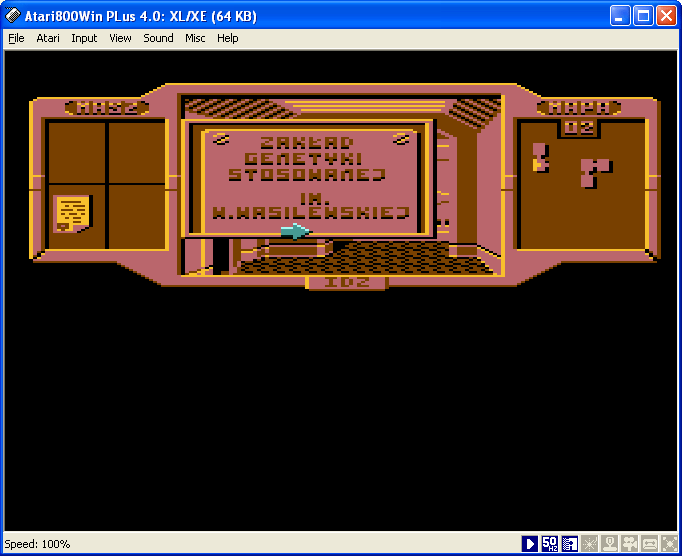 Atari800Win PLus 4.0: XL/XE (64 KB)
File Atari Input View Sound Misc Help
MASZ
MAPA
02
ZAKŁAD
GENETYKI
STOSOWANEJ
IM.
W.WASILEWSKIEJ
IDZ
Speed: 100%
50
HZ